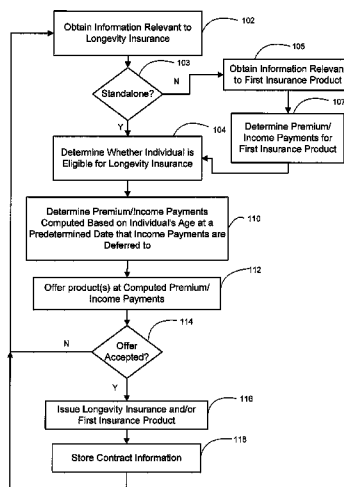 Obtain Information Relevant to
Longevity Insurance
102
103
Standalone?
N
Y
105
Obtain Information Relevant
to First Insurance Product
107
Determine Premium/
Income Payments for
First Insurance Product
104
Determine Whether Individual is
Eligible for Longevity Insurance
Determine Premium/Income Payments
Computed Based on Individual's Age at a
Predetermined Date that Income Payments are
Deferred to
110
112
Offer product(s) at Computed Premium/
Income Payments
114
N
Offer
Accepted?
Y
Issue Longevity Insurance and/or
First Insurance Product
116
118
Store Contract Information